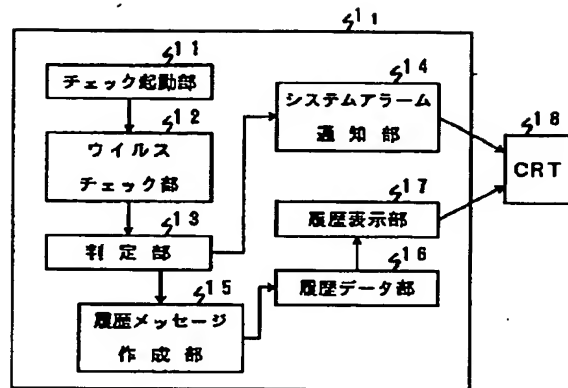 11
11
チェック起動部
12
ウイルス
チェック部
13
判定部
15
履歴メッセージ
作成部
14
システムアラーム
通知部
17
履歴表示部
16
履歴データ部
18
CRT